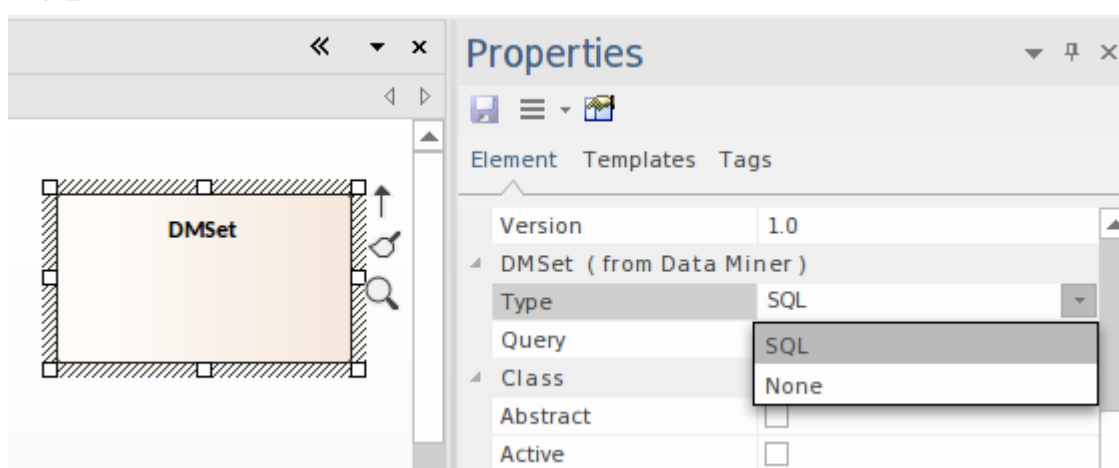 Properties
Element Templates Tags
DMSet
Version 1.0
DMSet (from Data Miner)
Type SQL
Query
SQL
Class
None
Abstract
Active